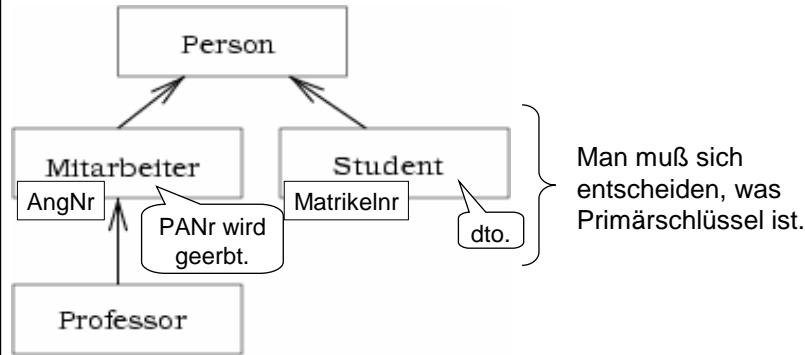 Person
Mitarbeiter
Student
AngNr
Matrikelnr
PANr wird
geerbt.
dto.
Man muß sich
entscheiden, was
Primärschlüssel ist.
Professor